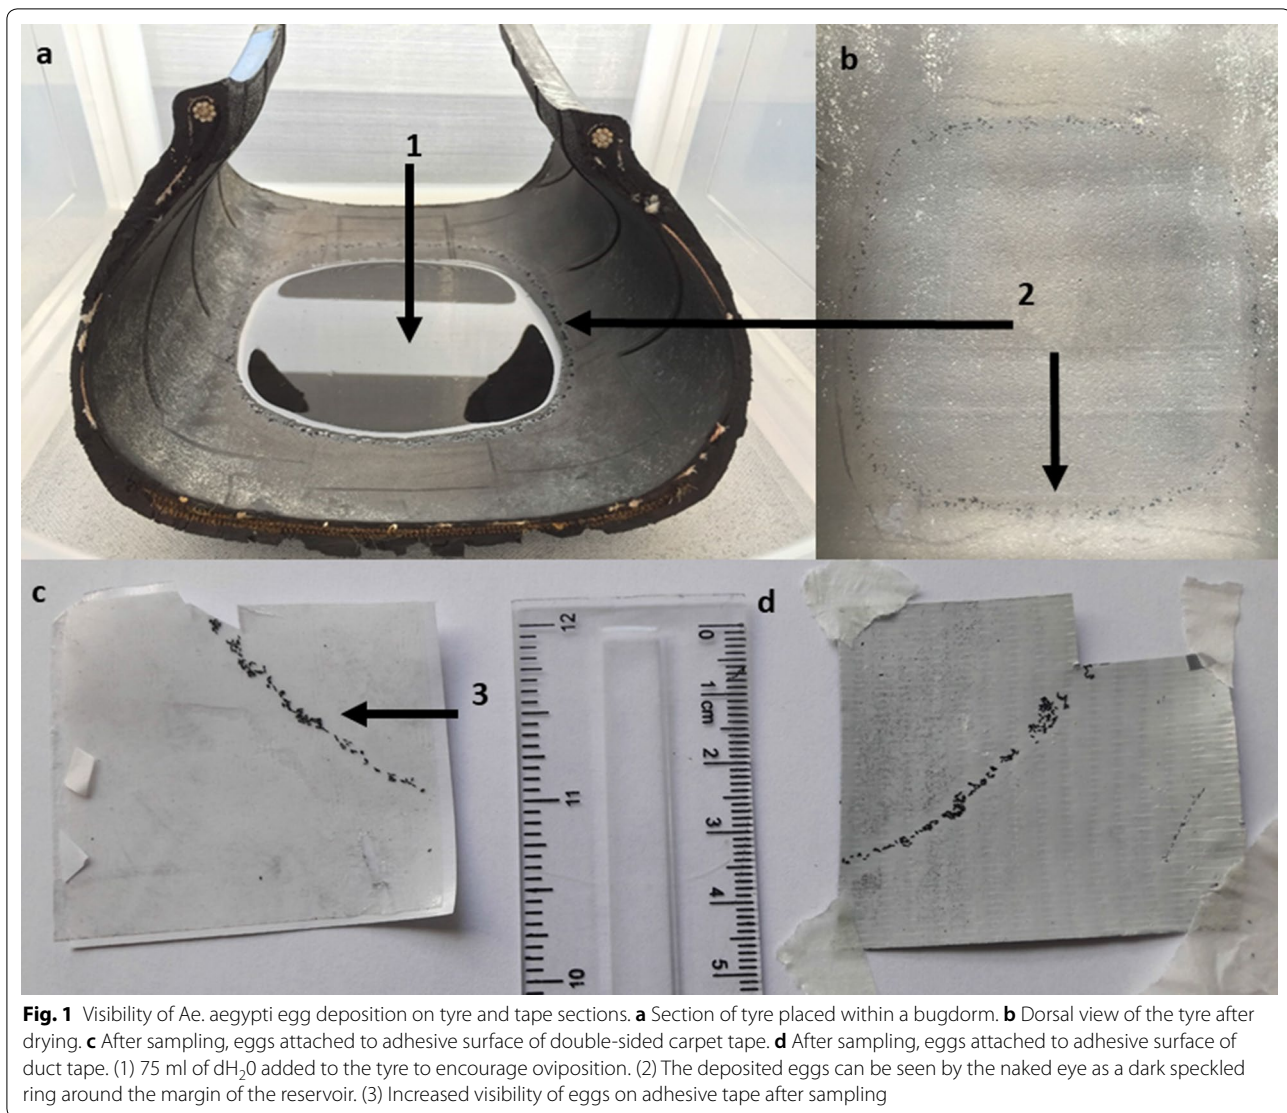 a
1
b
2
c
3
12
11
10
d
0
1 cm
2
3
4
5
Fig. 1 Visibility of Ae. aegypti egg deposition on tyre and tape sections. a Section of tyre placed within a bugdorm. b Dorsal view of the tyre after
drying. c After sampling, eggs attached to adhesive surface of double-sided carpet tape. d After sampling, eggs attached to adhesive surface of
duct tape. (1) 75 ml of dH₂0 added to the tyre to encourage oviposition. (2) The deposited eggs can be seen by the naked eye as a dark speckled
ring around the margin of the reservoir. (3) Increased visibility of eggs on adhesive tape after sampling